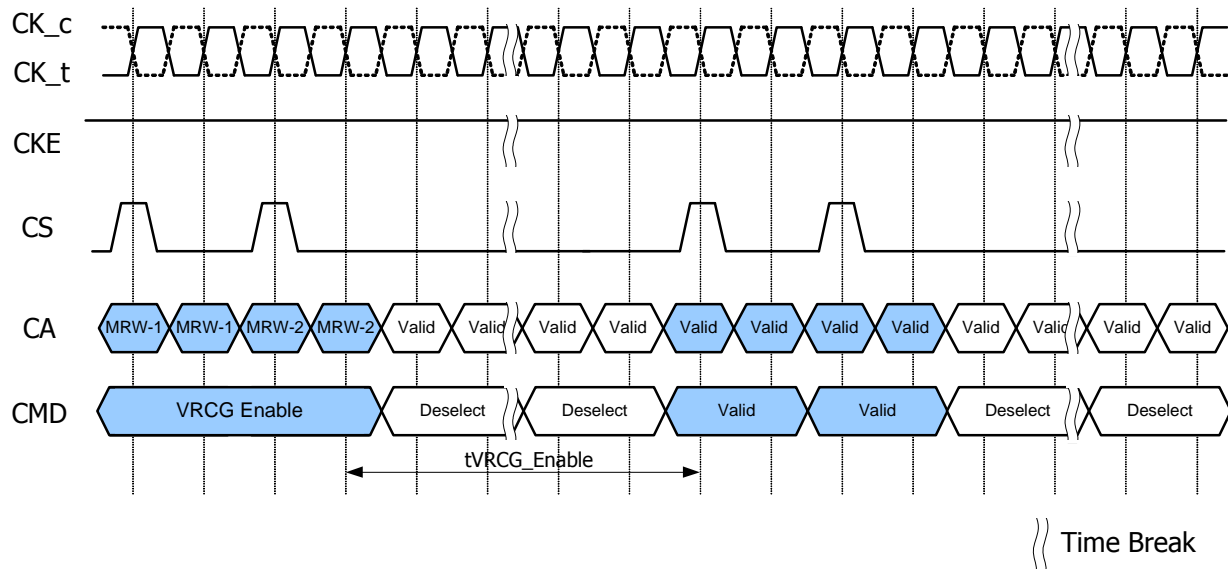 CK_c
CK_t
CKE
CS
CA MRW-1 MRW-1 MRW-2 MRW-2 Valid Valid Valid Valid Valid Valid Valid Valid Valid Valid Valid Valid
CMD VRCG Enable Deselect Deselect Valid Valid Deselect Deselect
tVRCG_Enable
Time Break